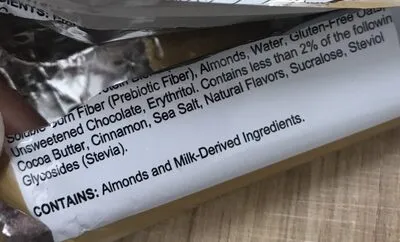 Soluble Corn Fiber (Prebiotic Fiber), Almonds, Water, Gluten-Free Oats,
Unsweetened Chocolate, Erythritol. Contains less than 2% of the followin
Cocoa Butter, Cinnamon, Sea Salt, Natural Flavors, Sucralose, Steviol
Glycosides (Stevia).
CONTAINS: Almonds and Milk-Derived Ingredients.